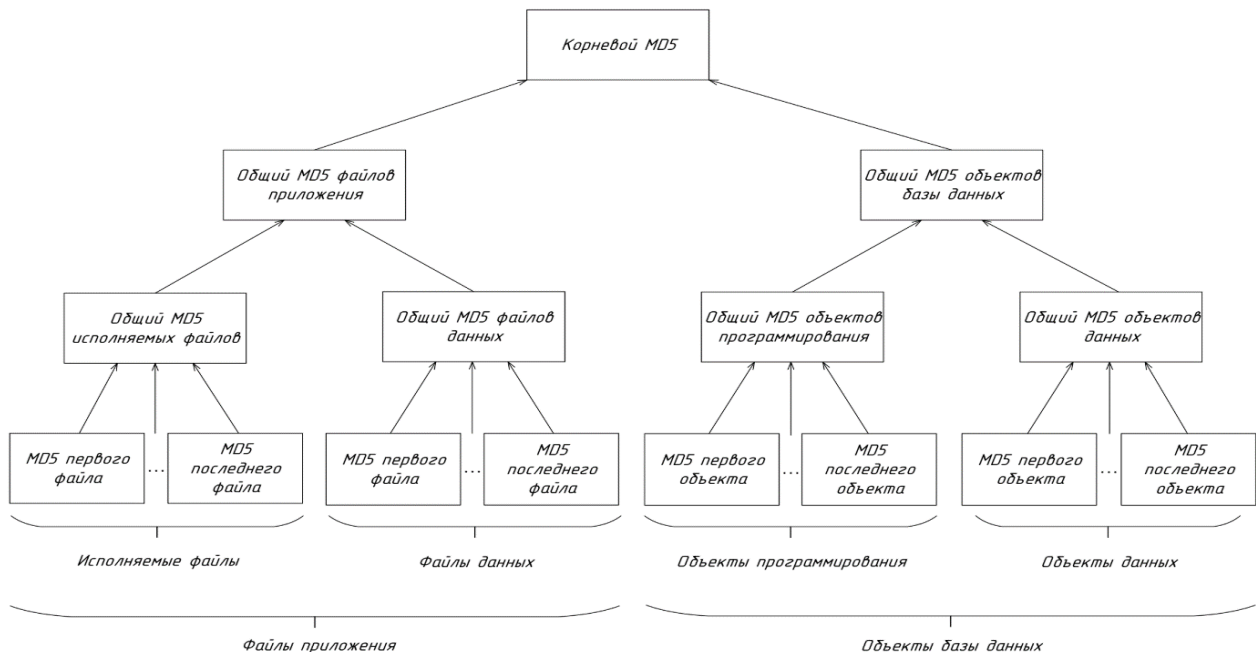 Корневой MD5
Общий MD5 файлов
приложения
Общий MD5 объектов
базы данных
Общий MD5
исполняемых файлов
Общий MD5 файлов
данных
Общий MD5 объектов
программирования
Общий MD5 объектов
данных
MD5 первого
файла
...
MD5
последнего
файла
MD5 первого
файла
...
MD5
последнего
файла
MD5 первого
объекта
...
MD5
последнего
объекта
MD5 первого
объекта
...
MD5
последнего
объекта
Исполняемые файлы
Файлы данных
Объекты программирования
Объекты данных
Файлы приложения
Объекты базы данных